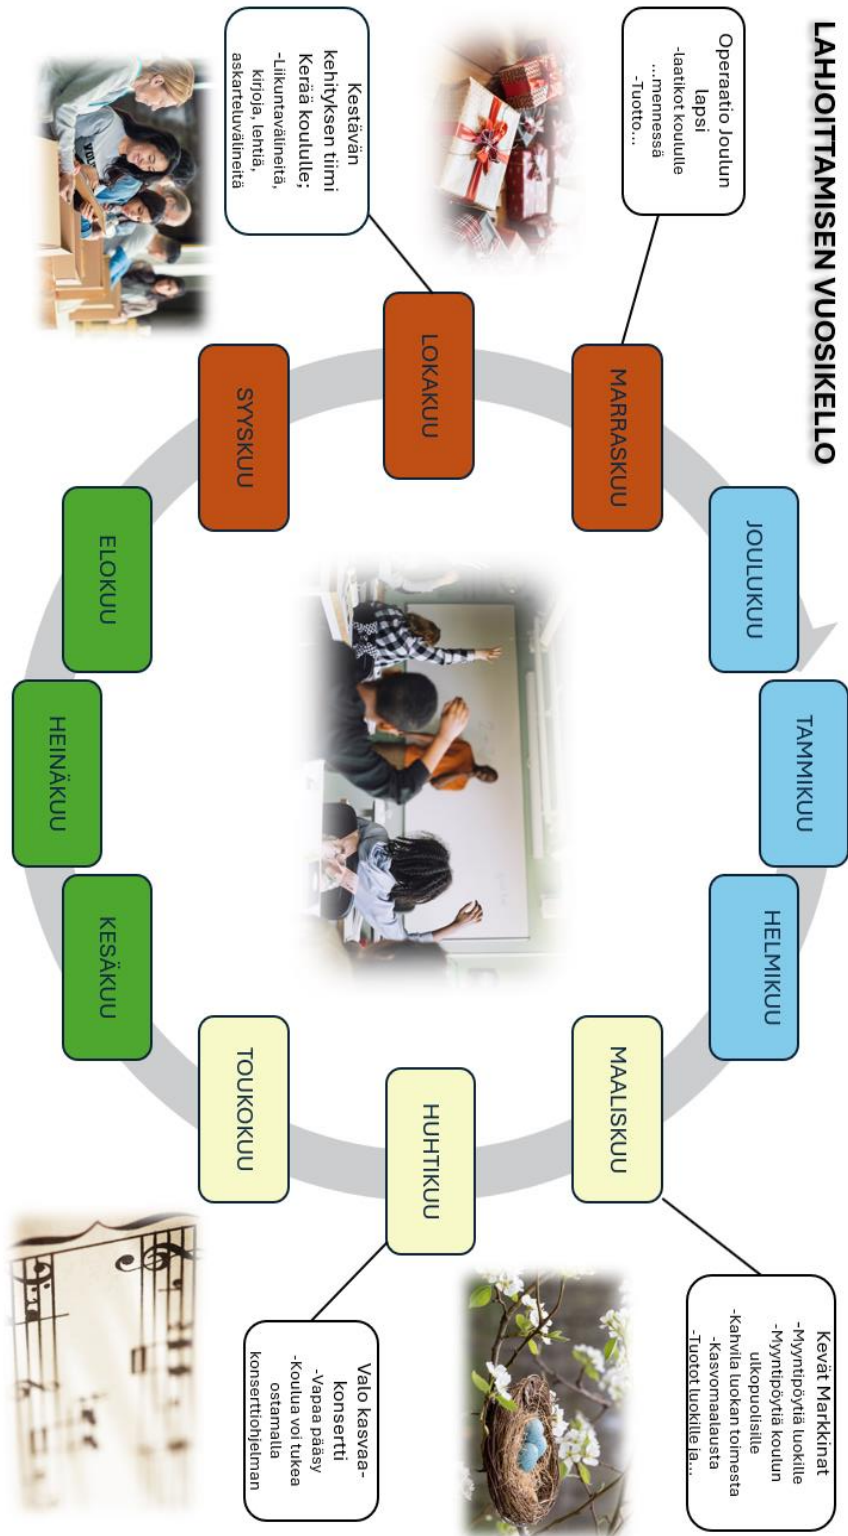 LAHJOITTAMISEN VUOSIKELLO
Operaatio Joulun
lapsi
-laatikot koululle
...mennessä
-Tuotto...
Kestävän
kehityksen tiimi
Kerää koululle;
-Liikuntavälineitä,
kirjoja, lehtiä,
askarteluvälineitä
Kevät Markkinat
-Myyntipöytiä luokille
-Myyntipöytiä koulun
ulkopuolisille
-Kahvila luokan toimesta
-Kasvomaalausta
-Tuotot luokille ja...
Valo kasvaa-
konsertti
-Vapaa pääsy
-Koulua voi tukea
ostamalla
konserttiohjelman
TAMMIKUU
HELMIKUU
MAALISKUU
HUHTIKUU
TOUKOKUU
KESÄKUU
HEINÄKUU
ELOKUU
SYYSKUU
LOKAKUU
MARRASKUU
JOULUKUU